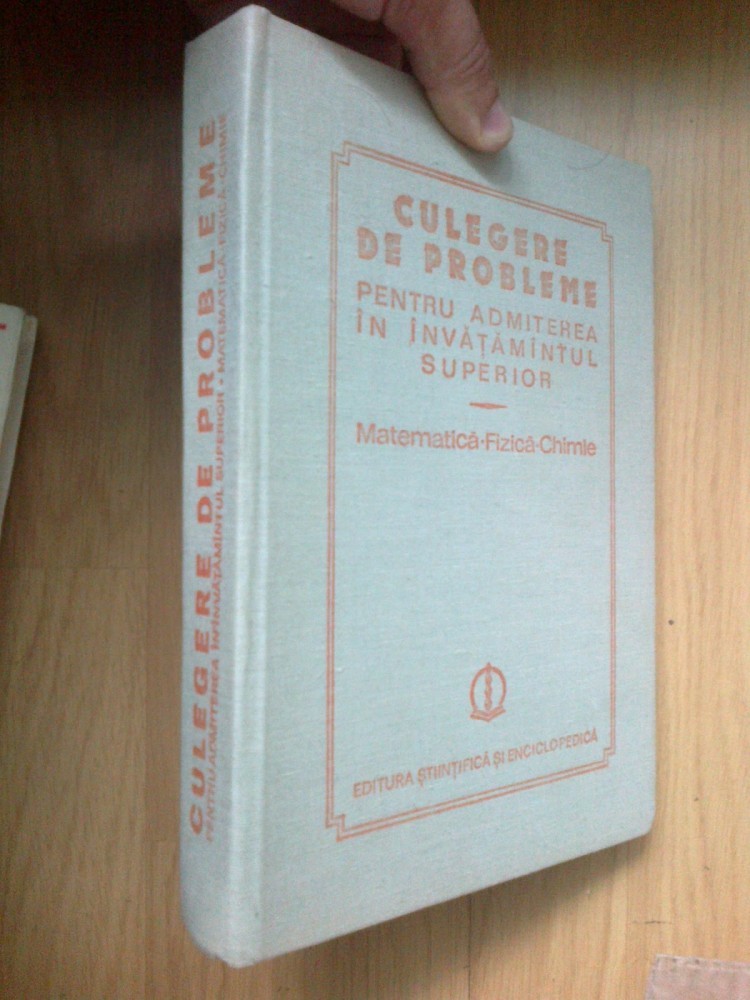 CULEGERE
DE PROBLEME
PENTRU ADMITEREA
ÎN ÎNVĂȚĂMÎNTUL
SUPERIOR
Matematică·Fizică·Chimie
EDITURA ȘTIINȚIFICĂ ȘI ENCICLOPEDICĂ
CULEGERE DE PROBLEME
PENTRU ADMITEREA ÎN ÎNVĂȚĂMÎNTUL SUPERIOR • MATEMATICĂ·FIZICĂ·CHIMIE